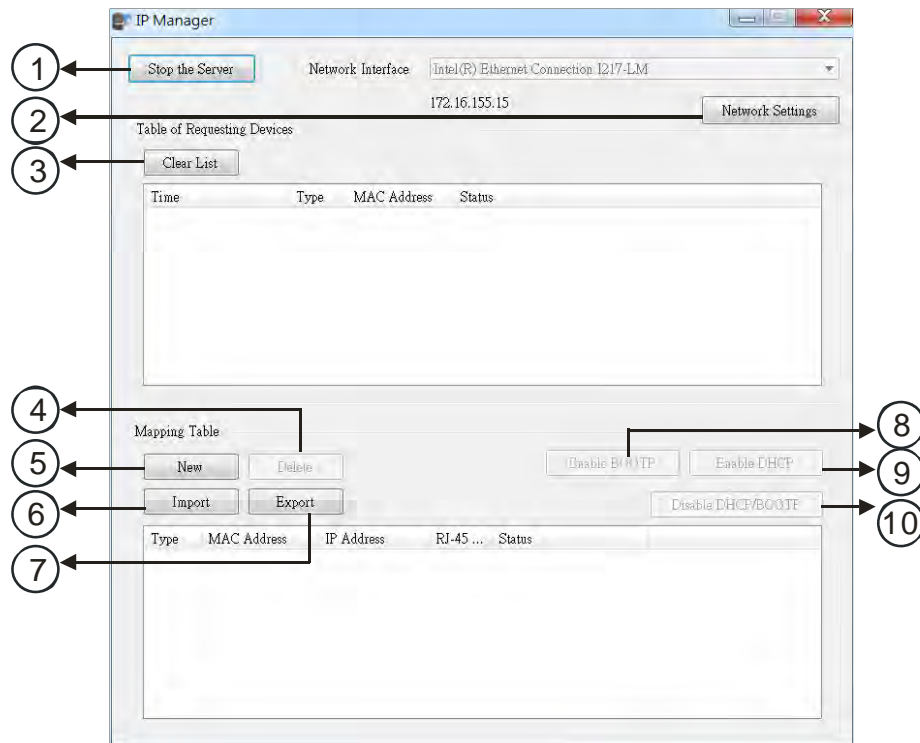 IP Manager
1
Stop the Server
Network Interface
Intel(R) Ethernet Connection I217-LM
2
172.16.155.15
Network Settings
Table of Requesting Devices
3
Clear List
Time Type MAC Address Status
4
Mapping Table
8
5
New
Delete
Enable BOOTP
Enable DHCP
9
6
Import
Export
Disable DHCP/BOOTP
10
Type MAC Address IP Address RJ-45 ... Status
7